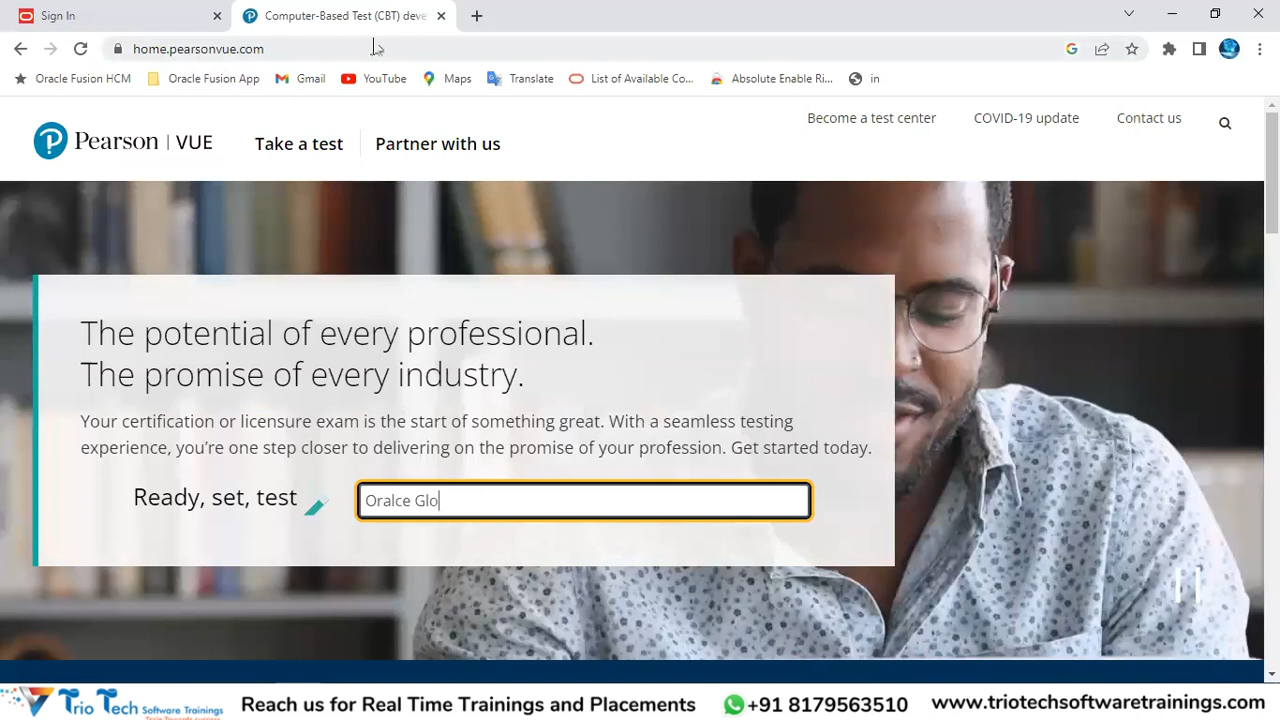 Sign In
Computer-Based Test (CBT) deve
home.pearsonvue.com
Oracle Fusion HCM
Oracle Fusion App
Gmail
YouTube
Maps
Translate
List of Available Co...
Absolute Enable Ri...
in
Become a test center
COVID-19 update
Contact us
Pearson | VUE
Take a test
Partner with us
The potential of every professional.
The promise of every industry.
Your certification or licensure exam is the start of something great. With a seamless testing
experience, you're one step closer to delivering on the promise of your profession. Get started today.
Ready, set, test
Oralce Glo
Trio Tech Software Trainings
Trio Towards success
Reach us for Real Time Trainings and Placements
+91 8179563510
www.triotechsoftwaretrainings.com